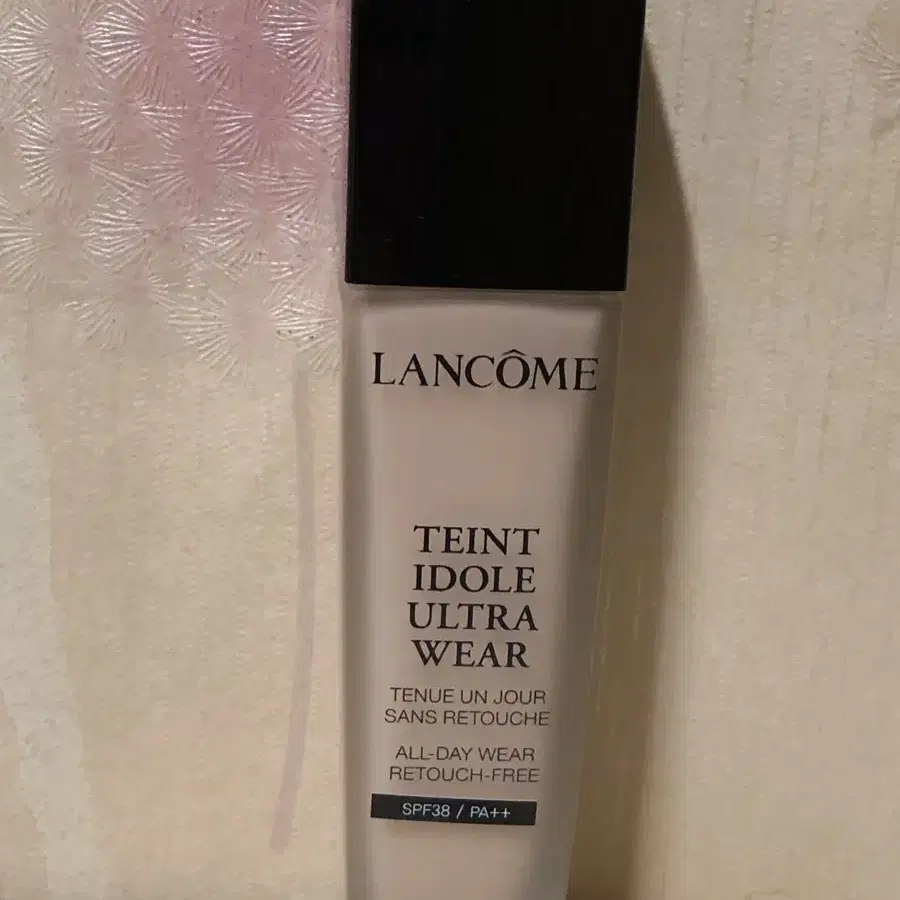 LANCÔME
TEINT
IDOLE
ULTRA
WEAR
TENUE UN JOUR
SANS RETOUCHE
ALL-DAY WEAR
RETOUCH-FREE
SPF38 / PA++